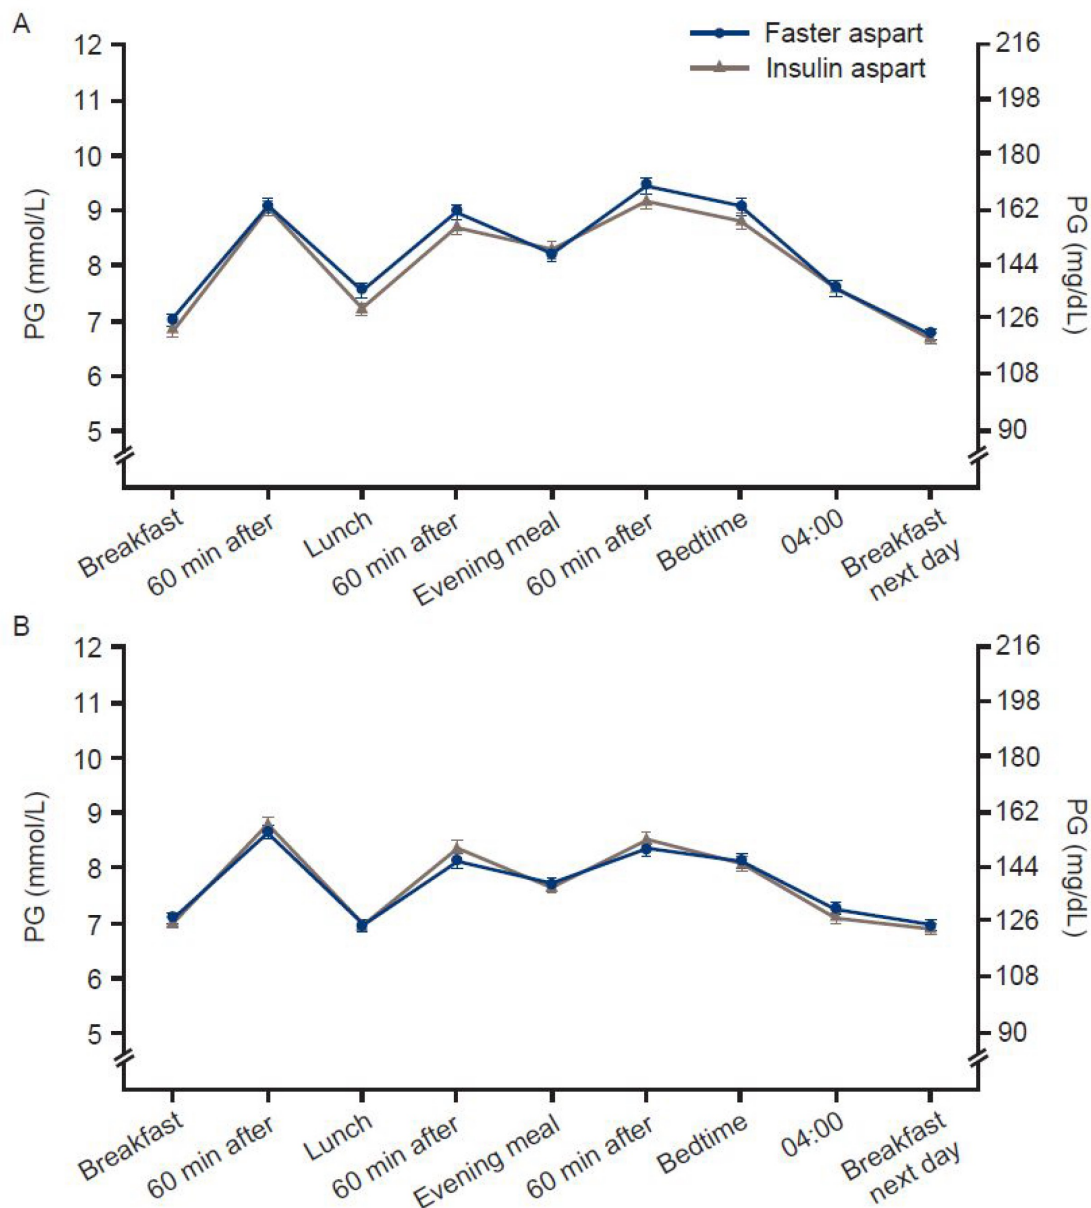 A
Faster aspart
Insulin aspart
12
11
10
9
8
7
6
5
PG (mmol/L)
216
198
180
162
144
126
108
90
PG (mg/dL)
Breakfast
60 min after
Lunch
60 min after
Evening meal
60 min after
Bedtime
04:00
Breakfast
next day
B
12
11
10
9
8
7
6
5
PG (mmol/L)
216
198
180
162
144
126
108
90
PG (mg/dL)
Breakfast
60 min after
Lunch
60 min after
Evening meal
60 min after
Bedtime
04:00
Breakfast
next day